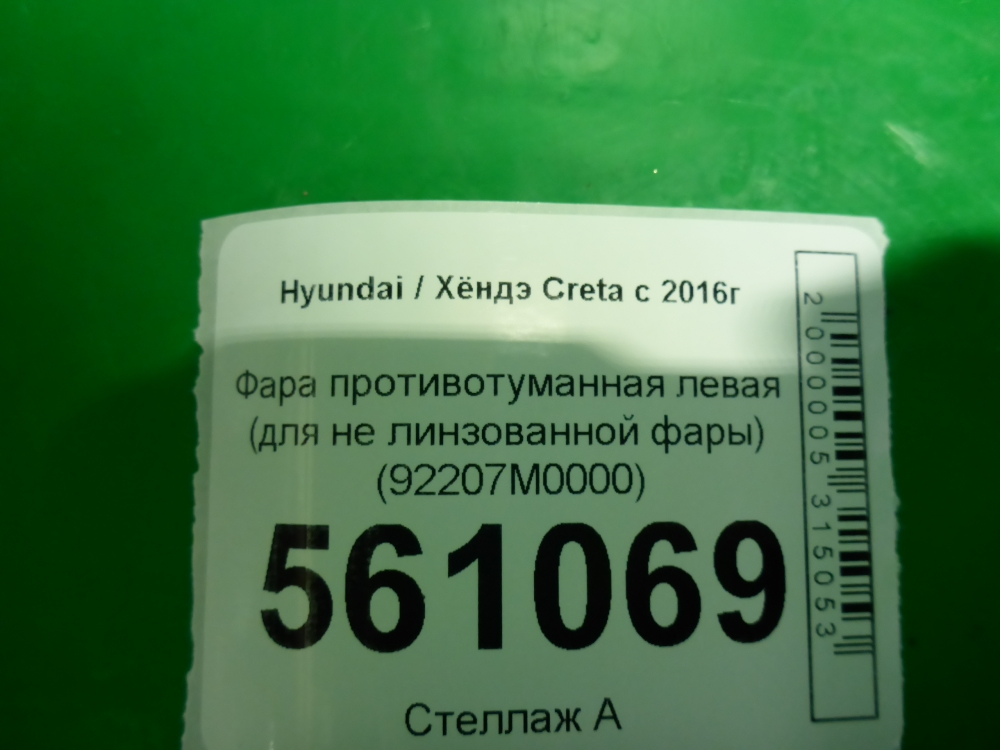 Hyundai / Хёндэ Creta с 2016г
Фара противотуманная левая
(для не линзованной фары)
(92207M0000)
561069
Стеллаж А
2000005315053